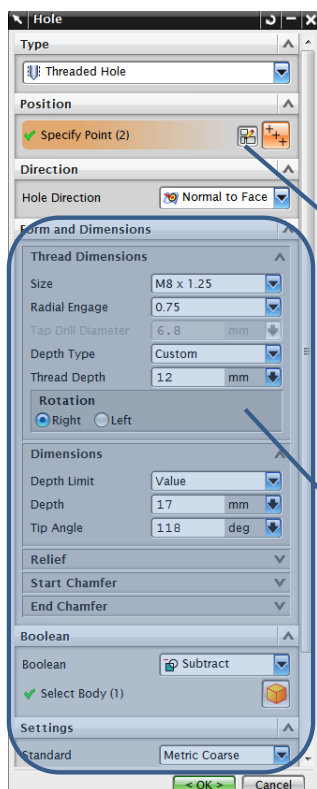 Hole
Type
Threaded Hole
Position
Specify Point (2)
Direction
Hole Direction Normal to Face
Form and Dimensions
Thread Dimensions
Size M8 x 1.25
Radial Engage 0.75
Tap Drill Diameter 6.8 mm
Depth Type Custom
Thread Depth 12 mm
Rotation
Right Left
Dimensions
Depth Limit Value
Depth 17 mm
Tip Angle 118 deg
Relief
Start Chamfer
End Chamfer
Boolean
Boolean Subtract
Select Body (1)
Settings
Standard Metric Coarse
< OK > Cancel